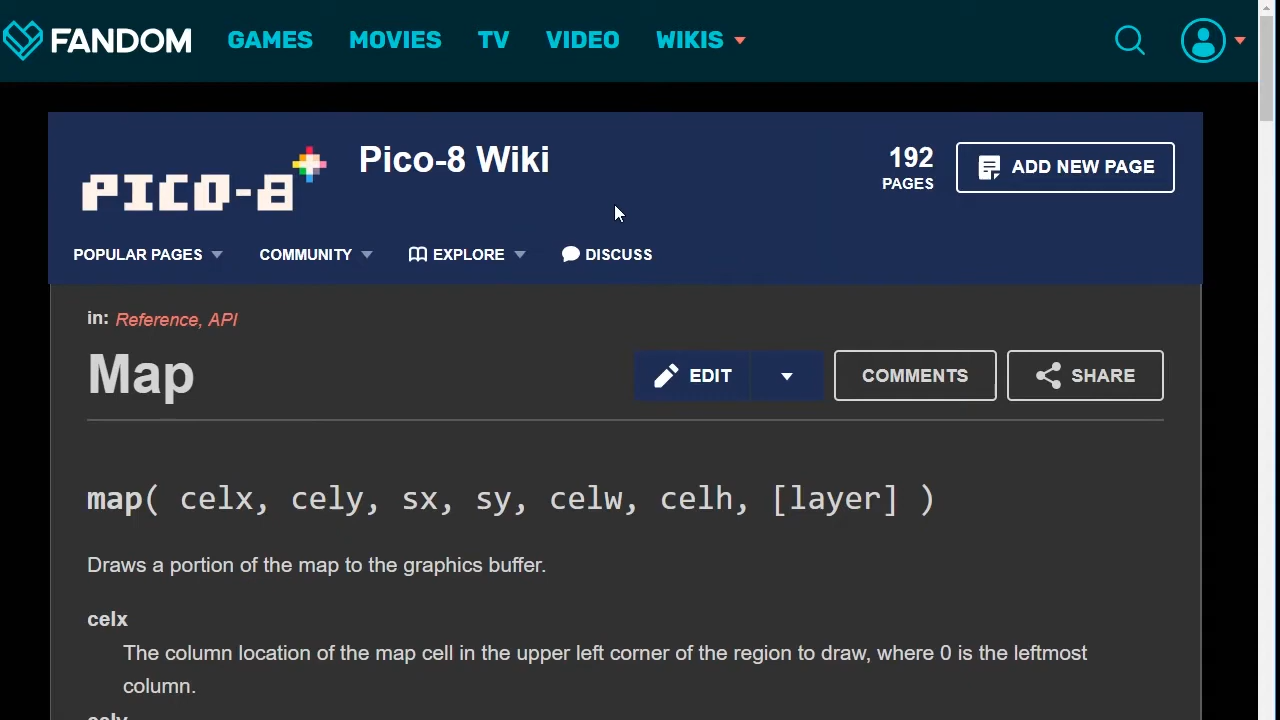 FANDOM GAMES MOVIES TV VIDEO WIKIS
PICO-8 Pico-8 Wiki 192 PAGES ADD NEW PAGE
POPULAR PAGES COMMUNITY EXPLORE DISCUSS
in: Reference, API
Map EDIT COMMENTS SHARE
map( celx, cely, sx, sy, celw, celh, [layer] )
Draws a portion of the map to the graphics buffer.
celx
The column location of the map cell in the upper left corner of the region to draw, where 0 is the leftmost
column.
cely